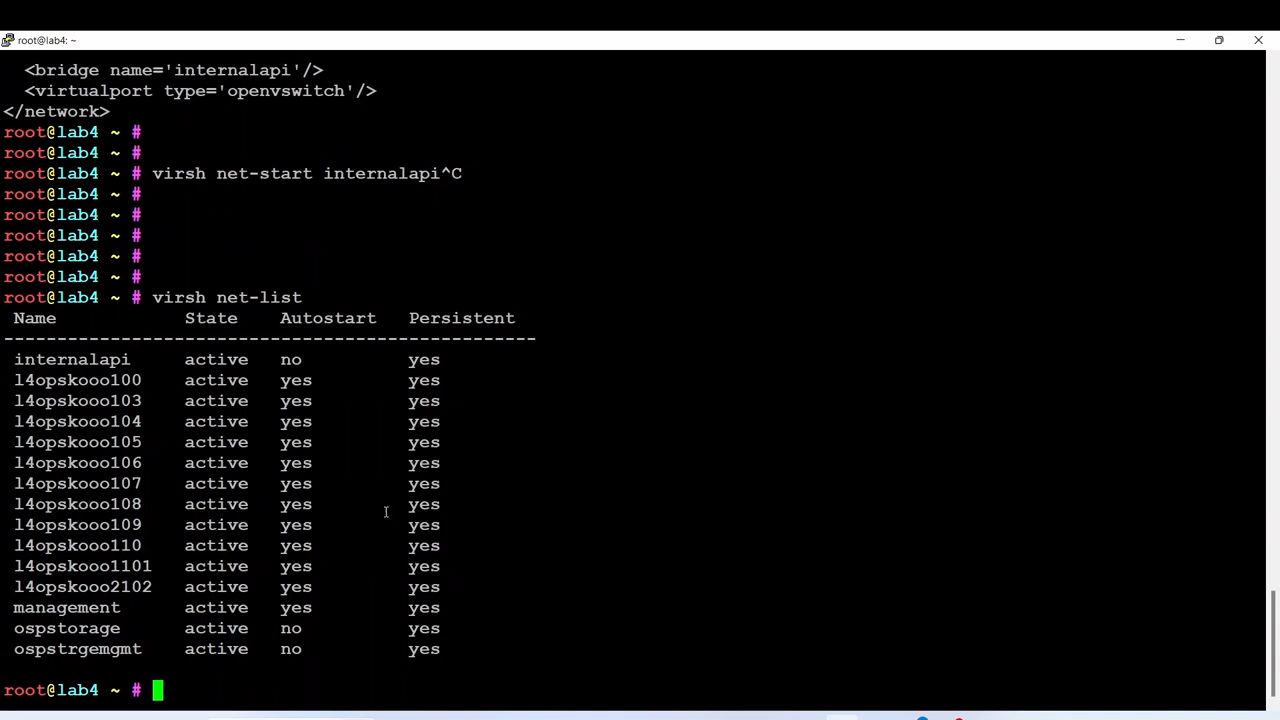 root@lab4: ~
<bridge name='internalapi'/>
<virtualport type='openvswitch'/>
</network>
root@lab4 ~ #
root@lab4 ~ #
root@lab4 ~ # virsh net-start internalapi^C
root@lab4 ~ #
root@lab4 ~ #
root@lab4 ~ #
root@lab4 ~ #
root@lab4 ~ #
root@lab4 ~ # virsh net-list
Name State Autostart Persistent
--------------------------------------------------
internalapi active no yes
l4opskooo100 active yes yes
l4opskooo103 active yes yes
l4opskooo104 active yes yes
l4opskooo105 active yes yes
l4opskooo106 active yes yes
l4opskooo107 active yes yes
l4opskooo108 active yes yes
l4opskooo109 active yes yes
l4opskooo110 active yes yes
l4opskooo1101 active yes yes
l4opskooo2102 active yes yes
management active yes yes
ospstorage active no yes
ospstrgemgmt active no yes
root@lab4 ~ #